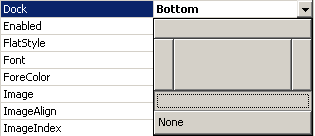 Dock Bottom
Enabled
FlatStyle
Font
ForeColor
Image
ImageAlign
ImageIndex
None